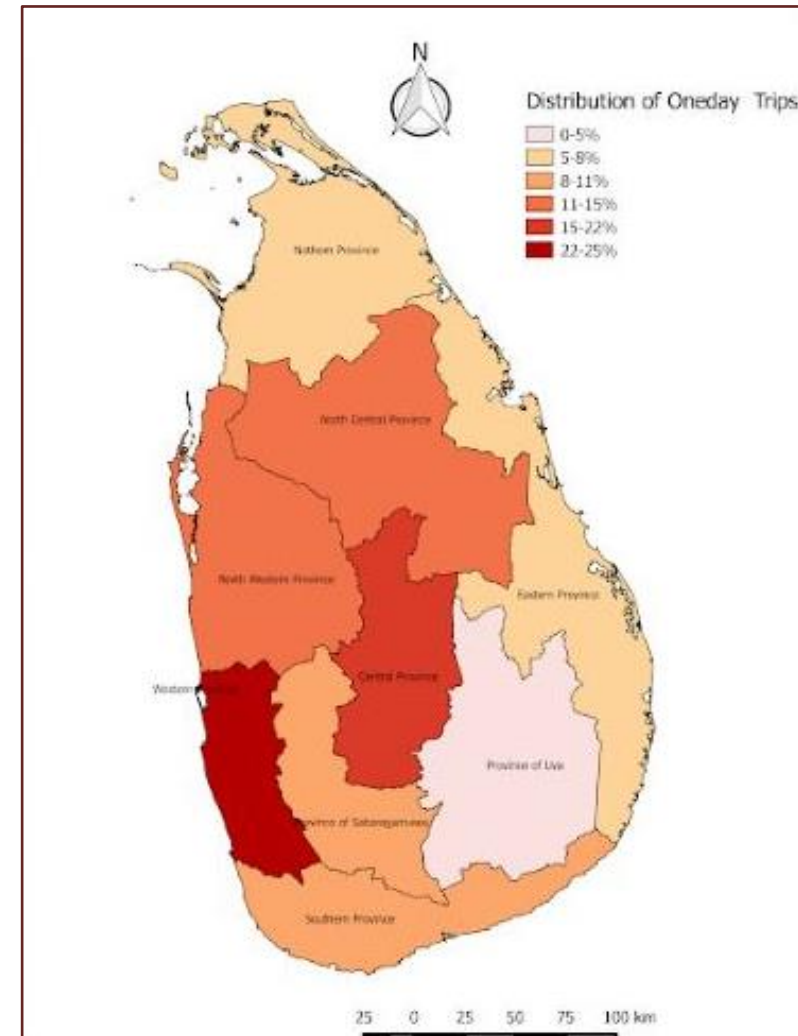 N
Distribution of Oneday Trips
0-5%
5-8%
8-11%
11-15%
15-22%
22-25%
Nothern Province
North Central Province
North Western Province
Eastern Province
Western
Central Province
Province of Uva
Province of Sabaragamuwa
Southern Province
25 0 25 50 75 100 km